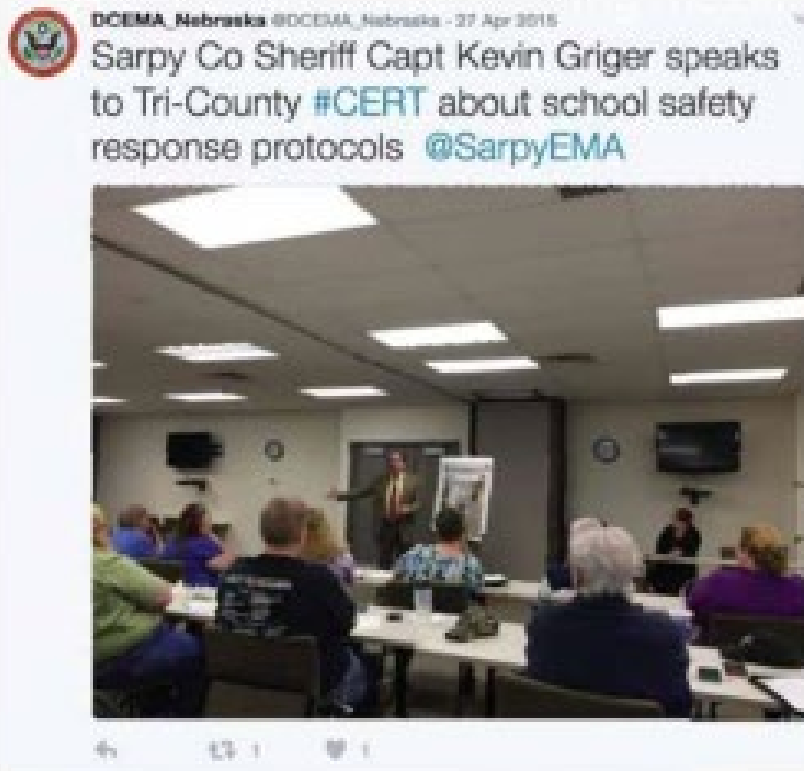 DCEMA_Nebraska @DCEMA_Nebraska - 27 Apr 2015
Sarpy Co Sheriff Capt Kevin Griger speaks
to Tri-County #CERT about school safety
response protocols @SarpyEMA
1 1